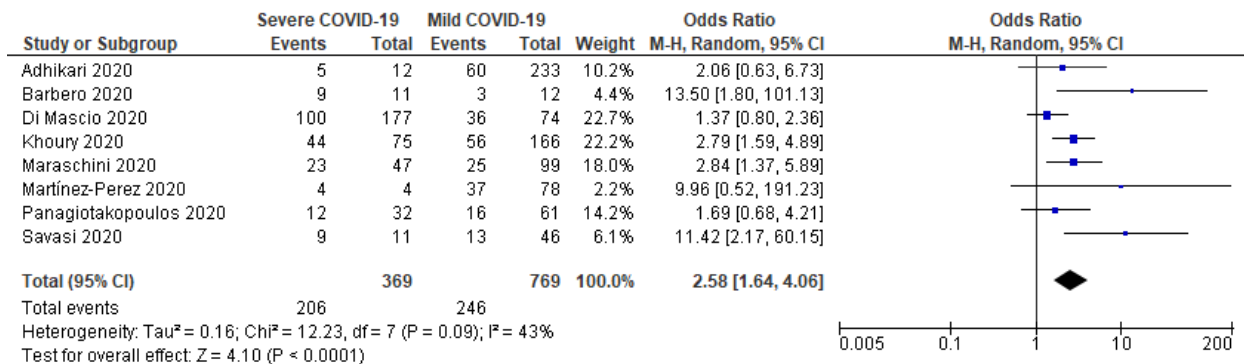 Severe COVID-19 Mild COVID-19 Odds Ratio Odds Ratio
Study or Subgroup Events Total Events Total Weight M-H, Random, 95% CI M-H, Random, 95% CI
Adhikari 2020 5 12 60 233 10.2% 2.06 [0.63, 6.73]
Barbero 2020 9 11 3 12 4.4% 13.50 [1.80, 101.13]
Di Mascio 2020 100 177 36 74 22.7% 1.37 [0.80, 2.36]
Khoury 2020 44 75 56 166 22.2% 2.79 [1.59, 4.89]
Maraschini 2020 23 47 25 99 18.0% 2.84 [1.37, 5.89]
Martínez-Perez 2020 4 4 37 78 2.2% 9.96 [0.52, 191.23]
Panagiotakopoulos 2020 12 32 16 61 14.2% 1.69 [0.68, 4.21]
Savasi 2020 9 11 13 46 6.1% 11.42 [2.17, 60.15]
Total (95% CI) 369 769 100.0% 2.58 [1.64, 4.06]
Total events 206 246
Heterogeneity: Tau² = 0.16; Chi² = 12.23, df = 7 (P = 0.09); I² = 43%
Test for overall effect: Z = 4.10 (P < 0.0001)
0.005 0.1 1 10 200